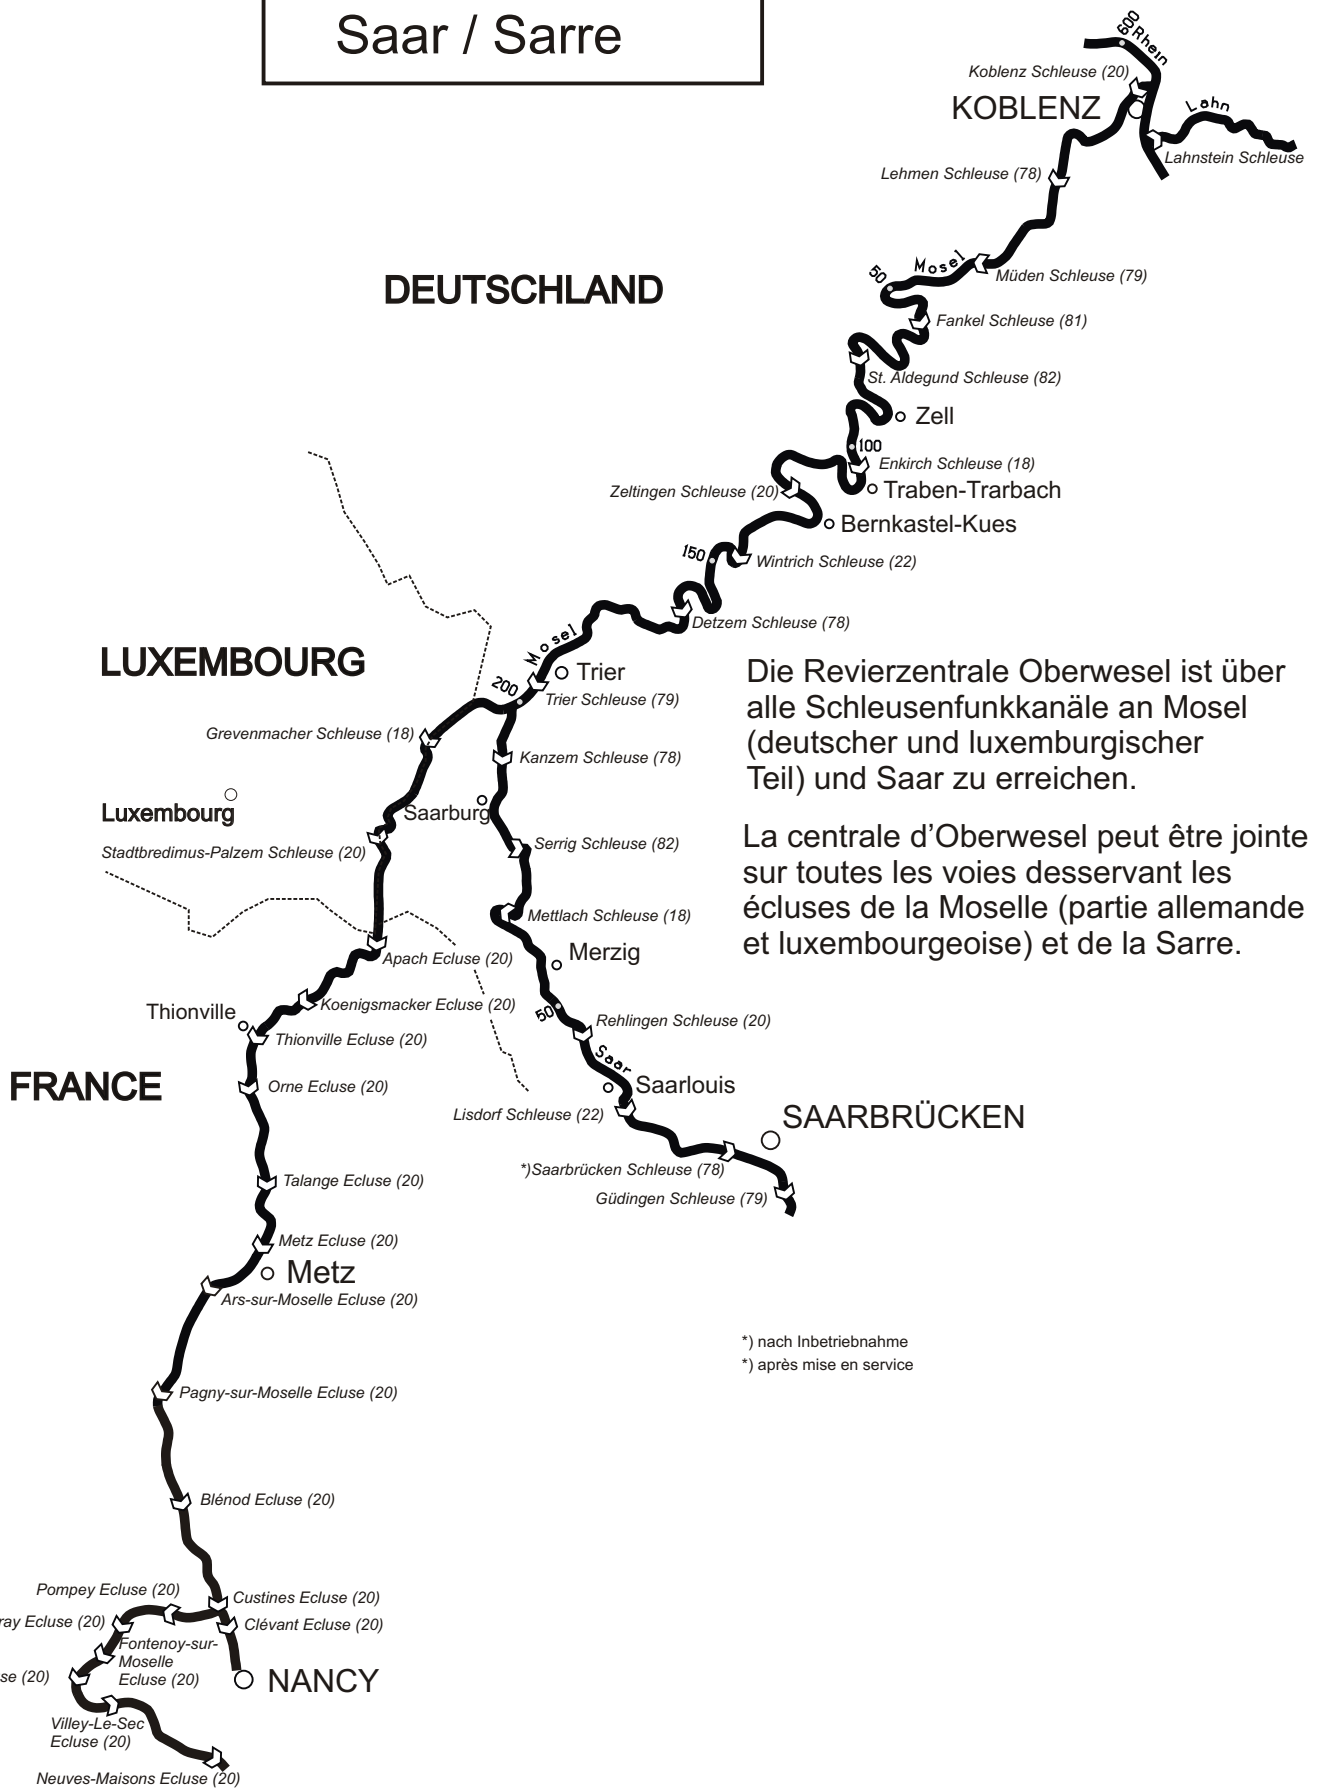 Saar / Sarre
600
Rhein
Koblenz Schleuse (20)
KOBLENZ
Lahn
Lahnstein Schleuse
Lehmen Schleuse (78)
DEUTSCHLAND
50
Mosel
Müden Schleuse (79)
Fankel Schleuse (81)
St. Aldegund Schleuse (82)
Zell
100
Enkirch Schleuse (18)
Zeltingen Schleuse (20)
Traben-Trarbach
Bernkastel-Kues
150
Wintrich Schleuse (22)
Detzem Schleuse (78)
Mosel
LUXEMBOURG
Trier
200
Trier Schleuse (79)
Die Revierzentrale Oberwesel ist über
alle Schleusenfunkkanäle an Mosel
(deutscher und luxemburgischer
Teil) und Saar zu erreichen.
Grevenmacher Schleuse (18)
Kanzem Schleuse (78)
Luxembourg
Saarburg
Stadtbredimus-Palzem Schleuse (20)
Serrig Schleuse (82)
La centrale d’Oberwesel peut être jointe
sur toutes les voies desservant les
écluses de la Moselle (partie allemande
et luxembourgeoise) et de la Sarre.
Mettlach Schleuse (18)
Merzig
Apach Ecluse (20)
Koenigsmacker Ecluse (20)
Thionville
50
Rehlingen Schleuse (20)
Thionville Ecluse (20)
Saar
FRANCE
Orne Ecluse (20)
Saarlouis
Lisdorf Schleuse (22)
SAARBRÜCKEN
*)Saarbrücken Schleuse (78)
Talange Ecluse (20)
Güdingen Schleuse (79)
Metz Ecluse (20)
Metz
Ars-sur-Moselle Ecluse (20)
*) nach Inbetriebnahme
*) après mise en service
Pagny-sur-Moselle Ecluse (20)
Blénod Ecluse (20)
Pompey Ecluse (20)
Custines Ecluse (20)
ray Ecluse (20)
Clévant Ecluse (20)
Fontenoy-sur-
Moselle
Ecluse (20)
se (20)
NANCY
Villey-Le-Sec
Ecluse (20)
Neuves-Maisons Ecluse (20)